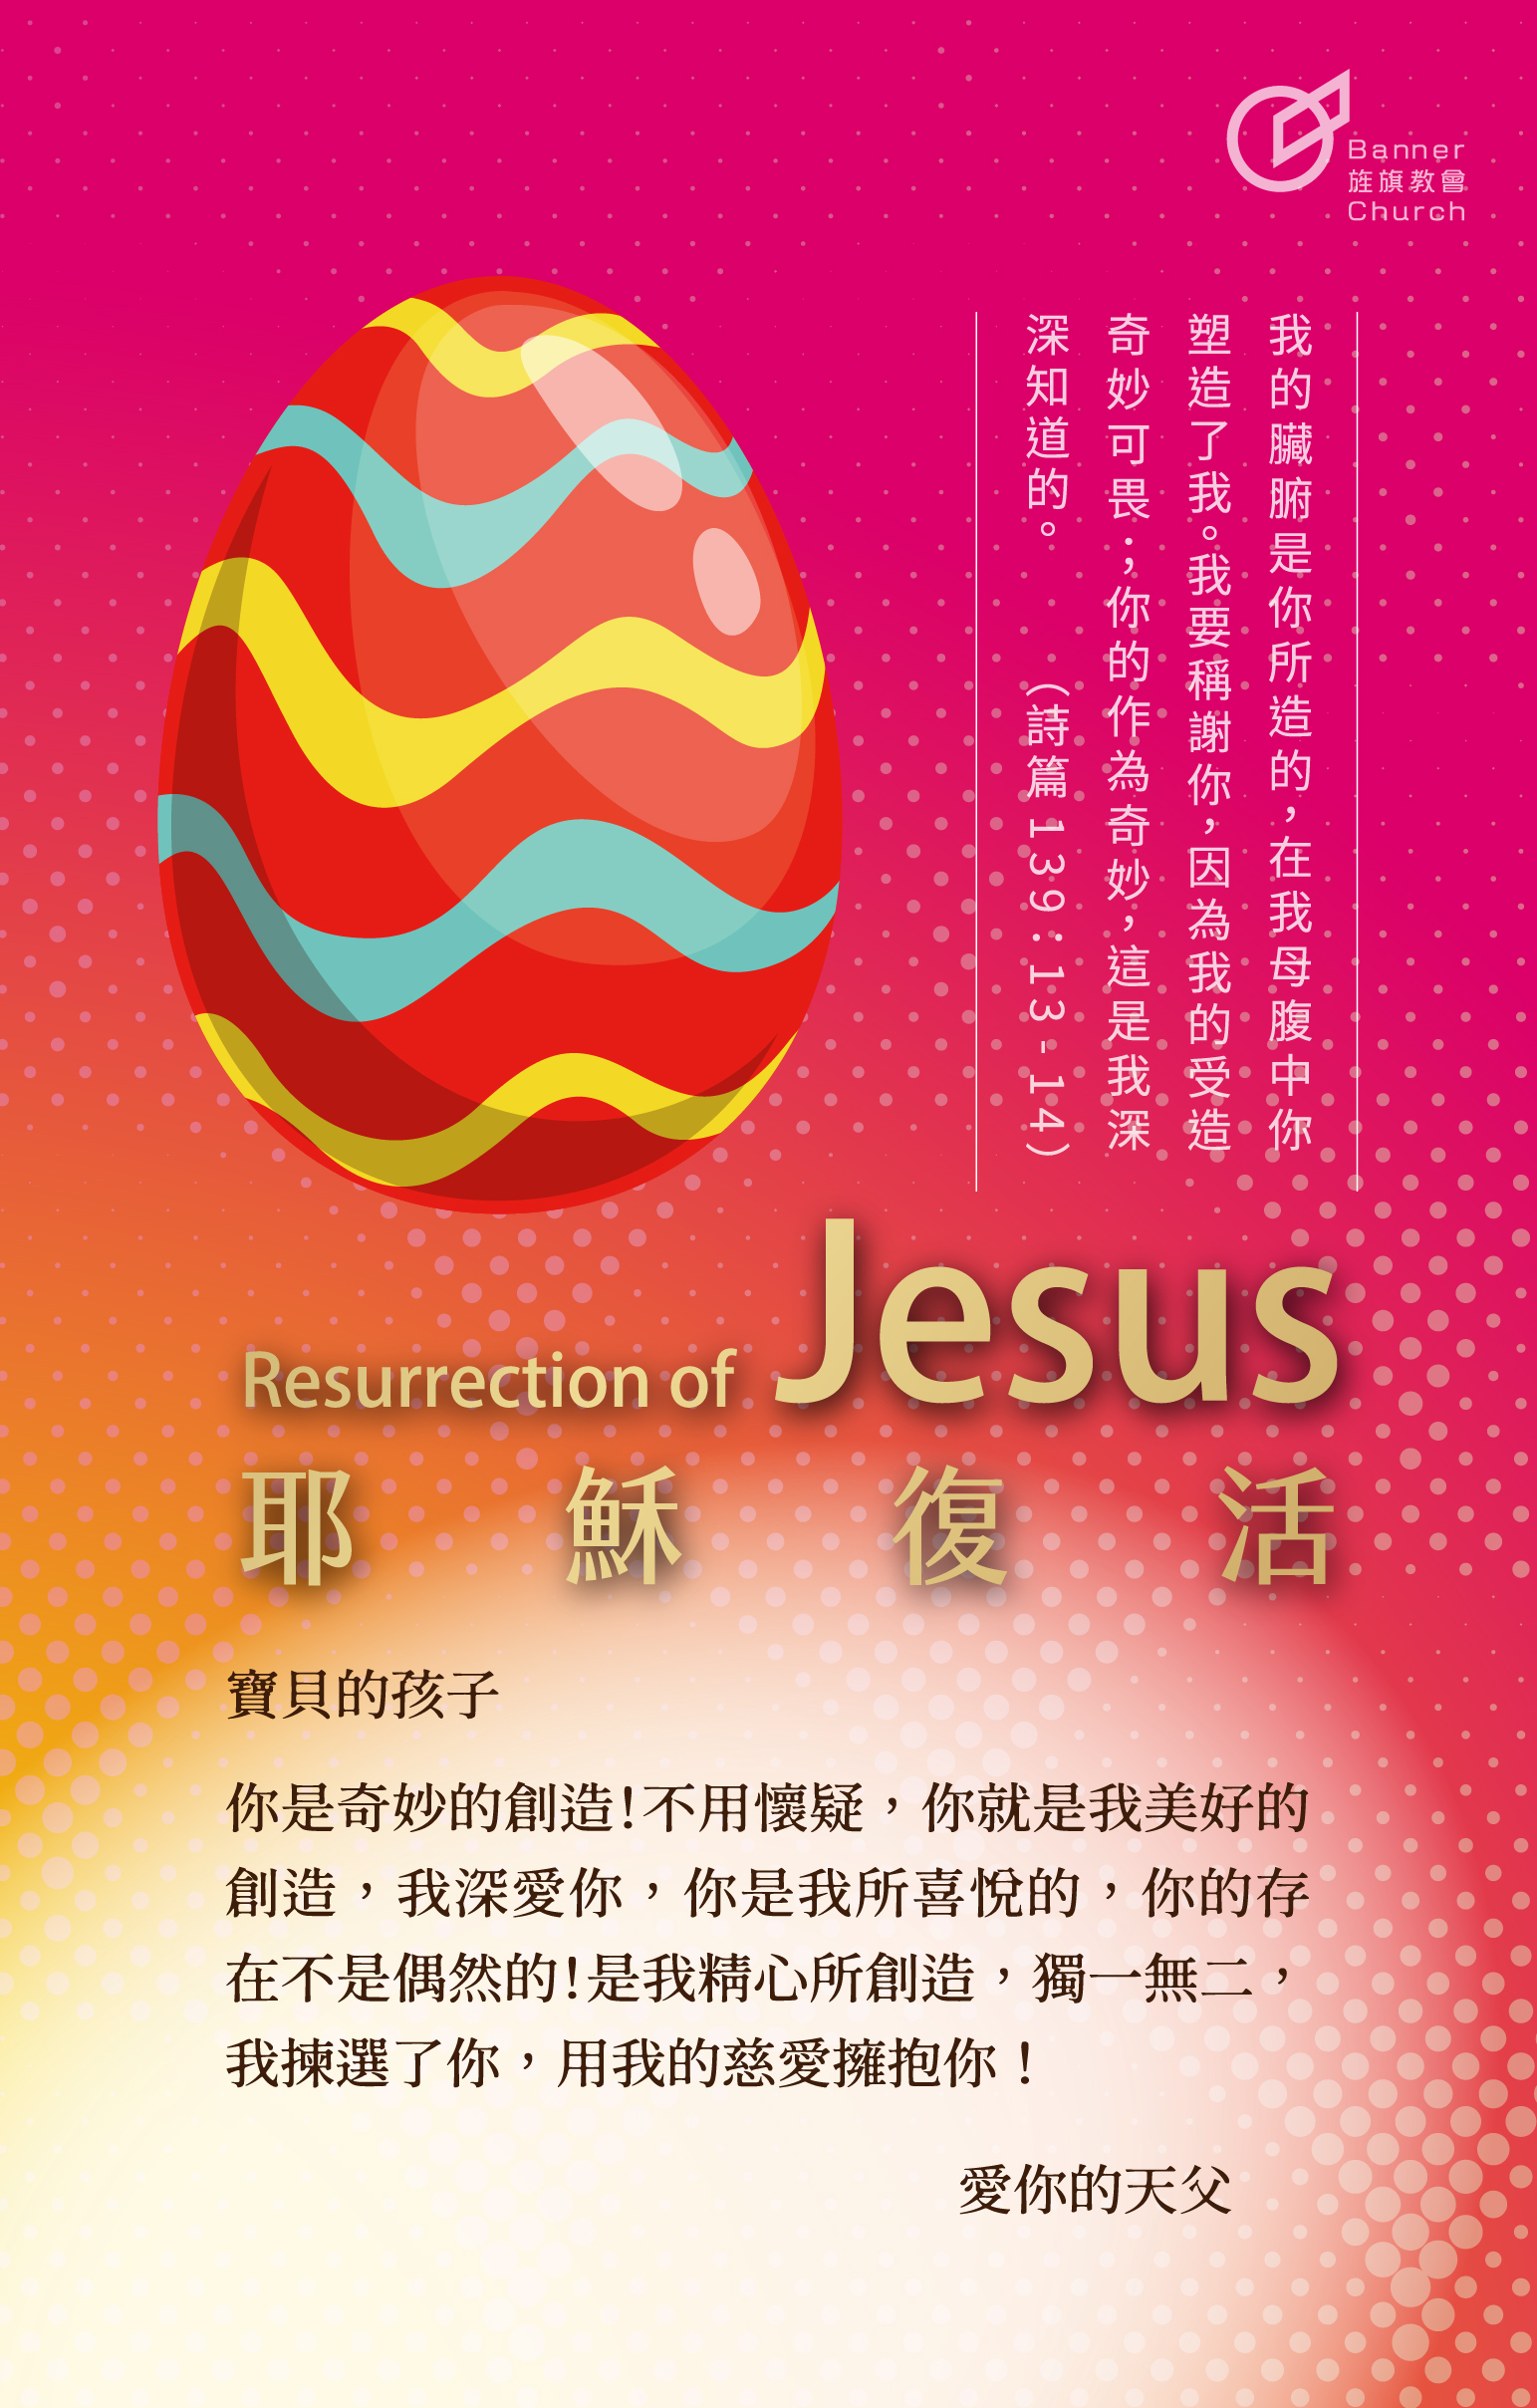 Banner
旌旗教會
Church
我的臟腑是你所造的，在我母腹中你
塑造了我。我要稱謝你，因為我的受造
奇妙可畏；你的作為奇妙，這是我深
深知道的。 （詩篇139:13-14）
Resurrection of Jesus
耶穌復活
寶貝的孩子
你是奇妙的創造!不用懷疑，你就是我美好的
創造，我深愛你，你是我所喜悅的，你的存
在不是偶然的!是我精心所創造，獨一無二，
我揀選了你，用我的慈愛擁抱你！
愛你的天父